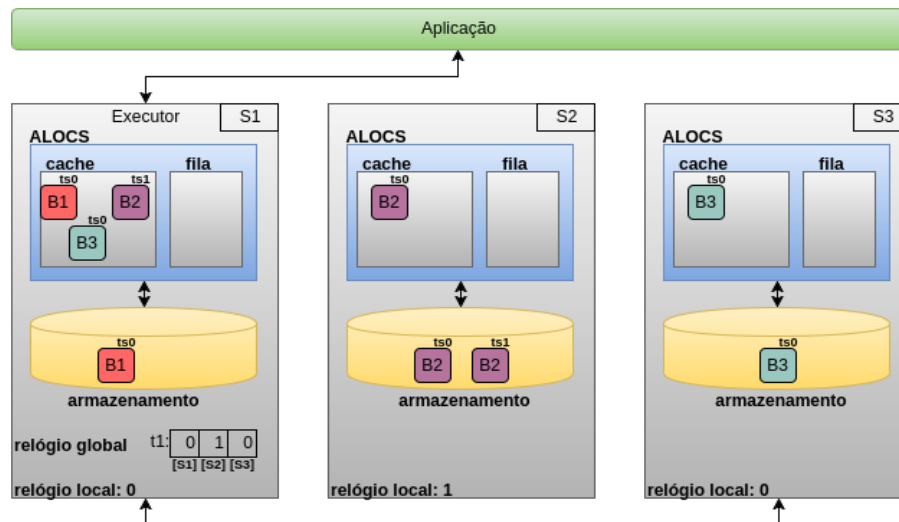 Aplicação
Executor
S1
ALOCS
cache
fila
ts0
B1
ts1
B2
ts0
B3
ts0
B1
armazenamento
relógio global
t1:
0 1 0
[S1] [S2] [S3]
relógio local: 0
S2
ALOCS
cache
fila
ts0
B2
ts0
B2
ts1
B2
armazenamento
relógio local: 1
S3
ALOCS
cache
fila
ts0
B3
ts0
B3
armazenamento
relógio local: 0